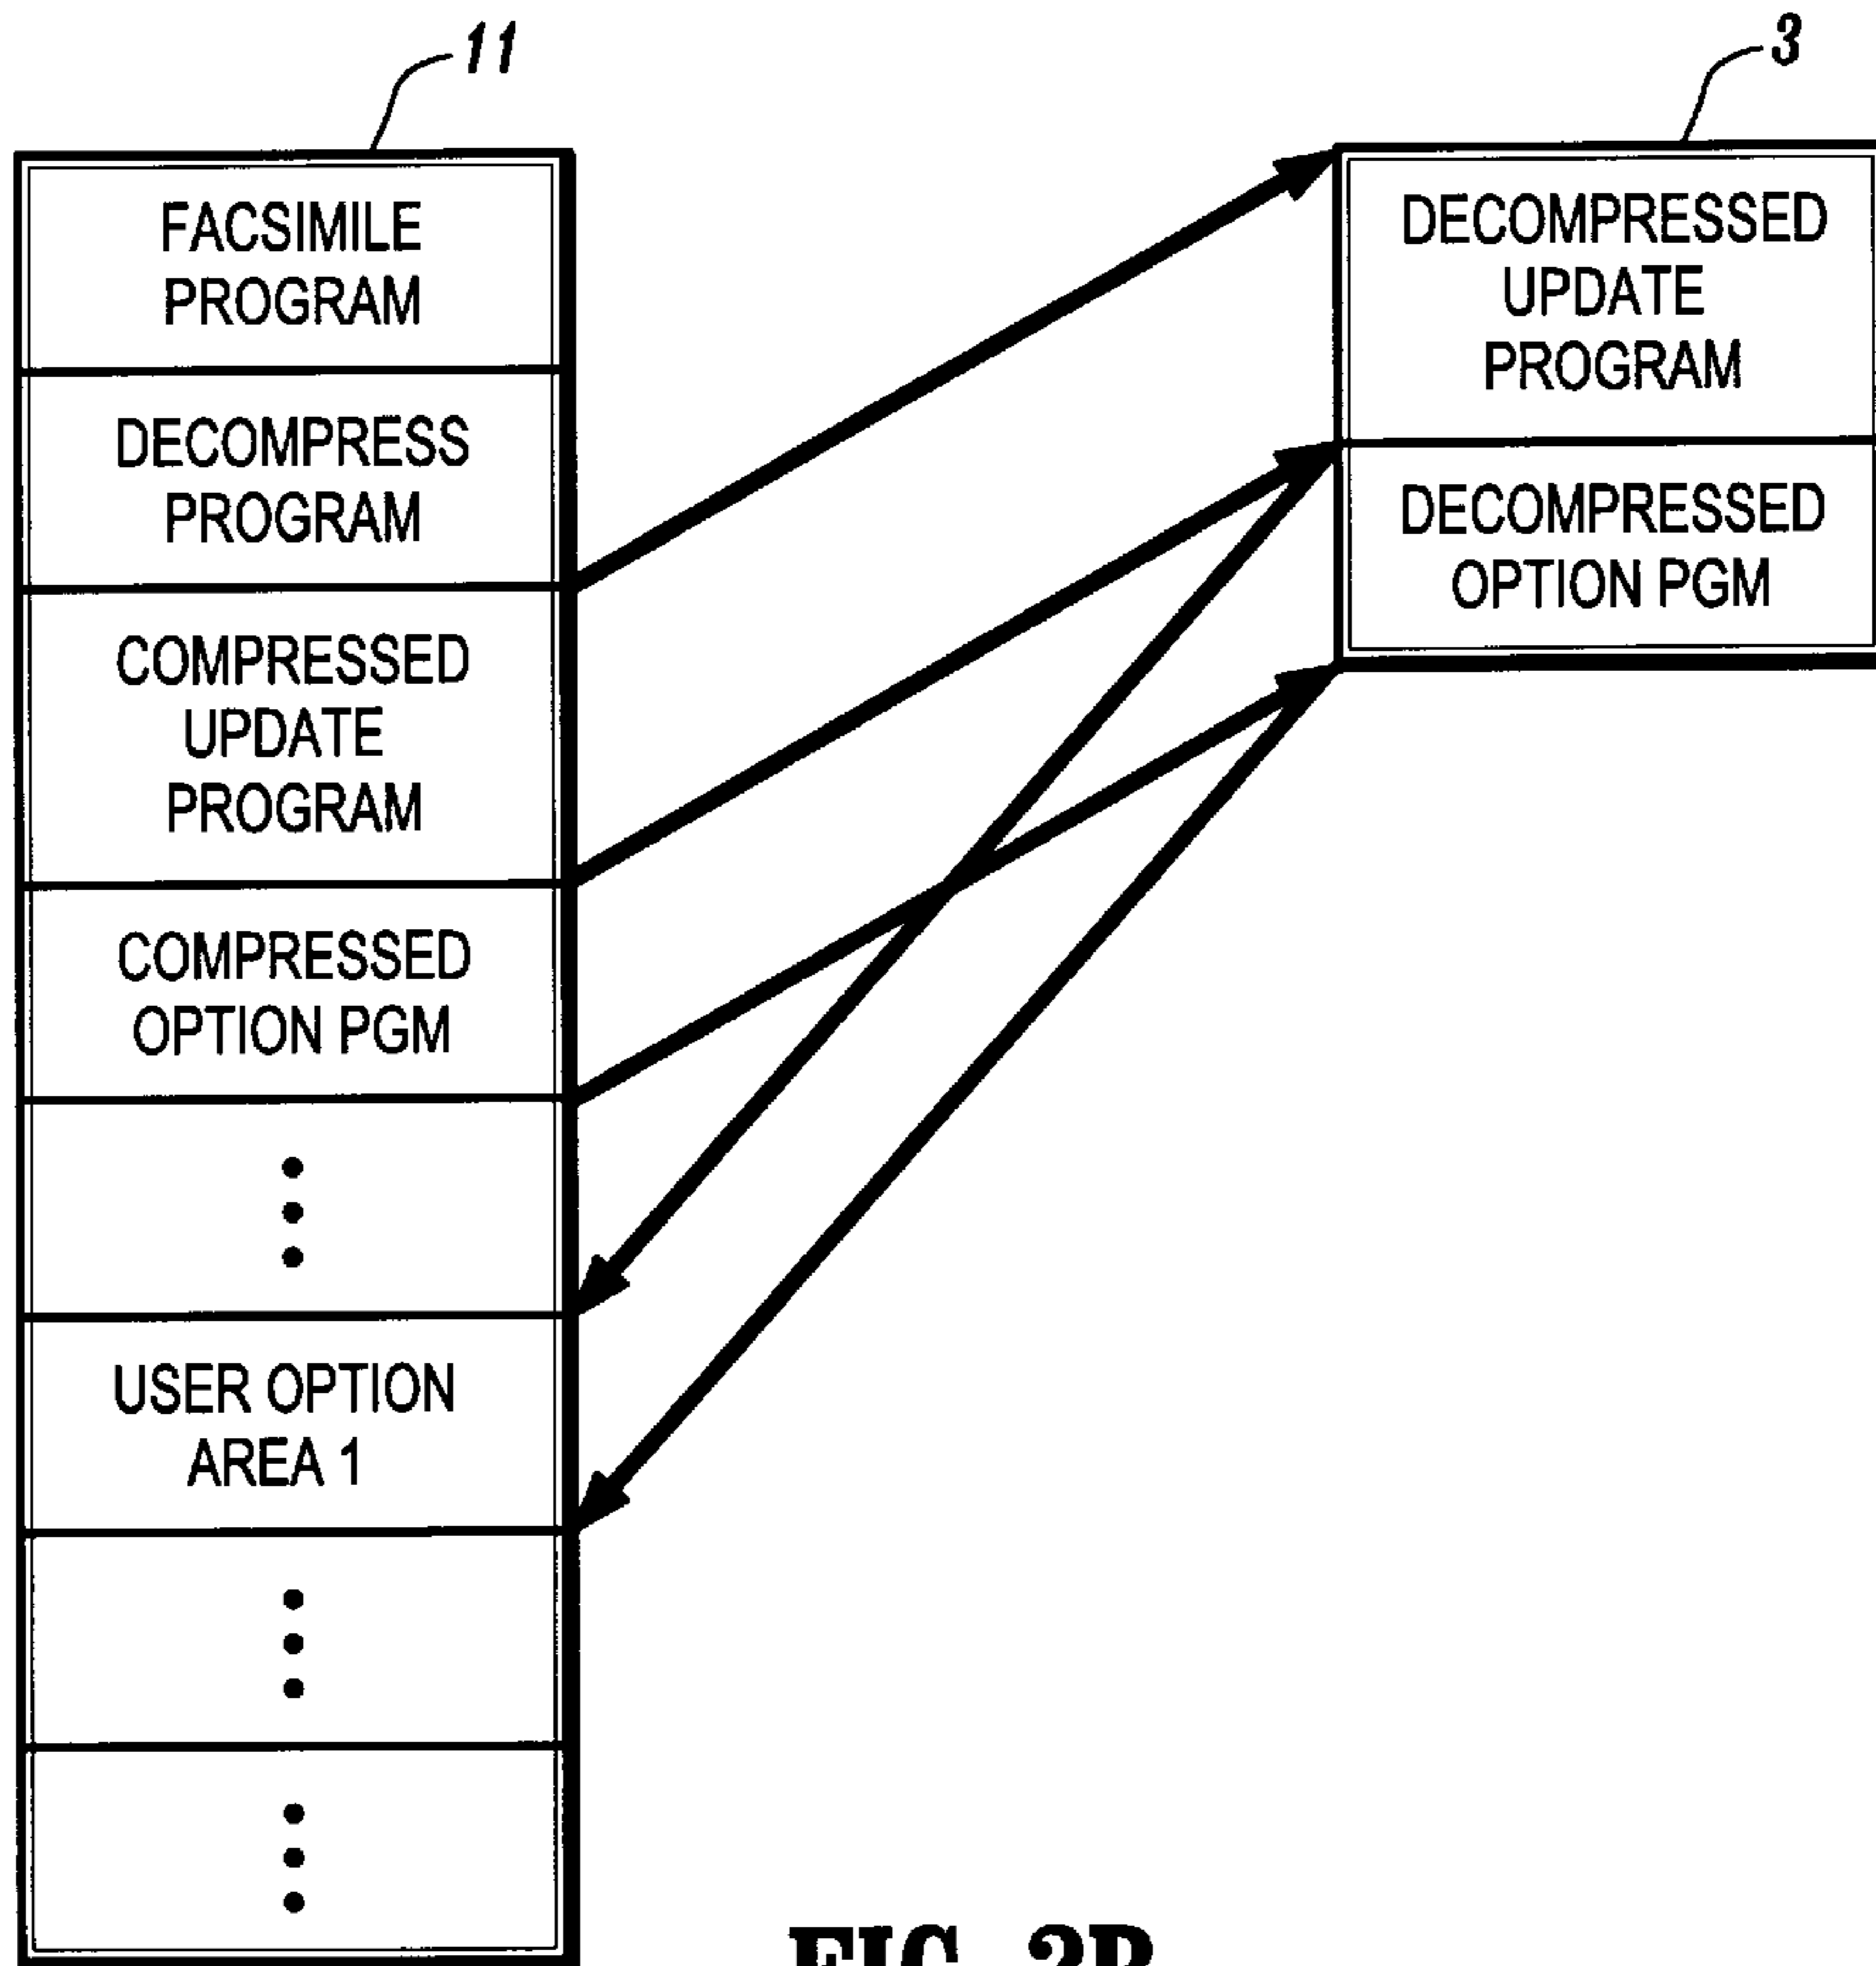 11
3
FACSIMILE
PROGRAM
DECOMPRESS
PROGRAM
COMPRESSED
UPDATE
PROGRAM
COMPRESSED
OPTION PGM
USER OPTION
AREA 1
DECOMPRESSED
UPDATE
PROGRAM
DECOMPRESSED
OPTION PGM
FIG.